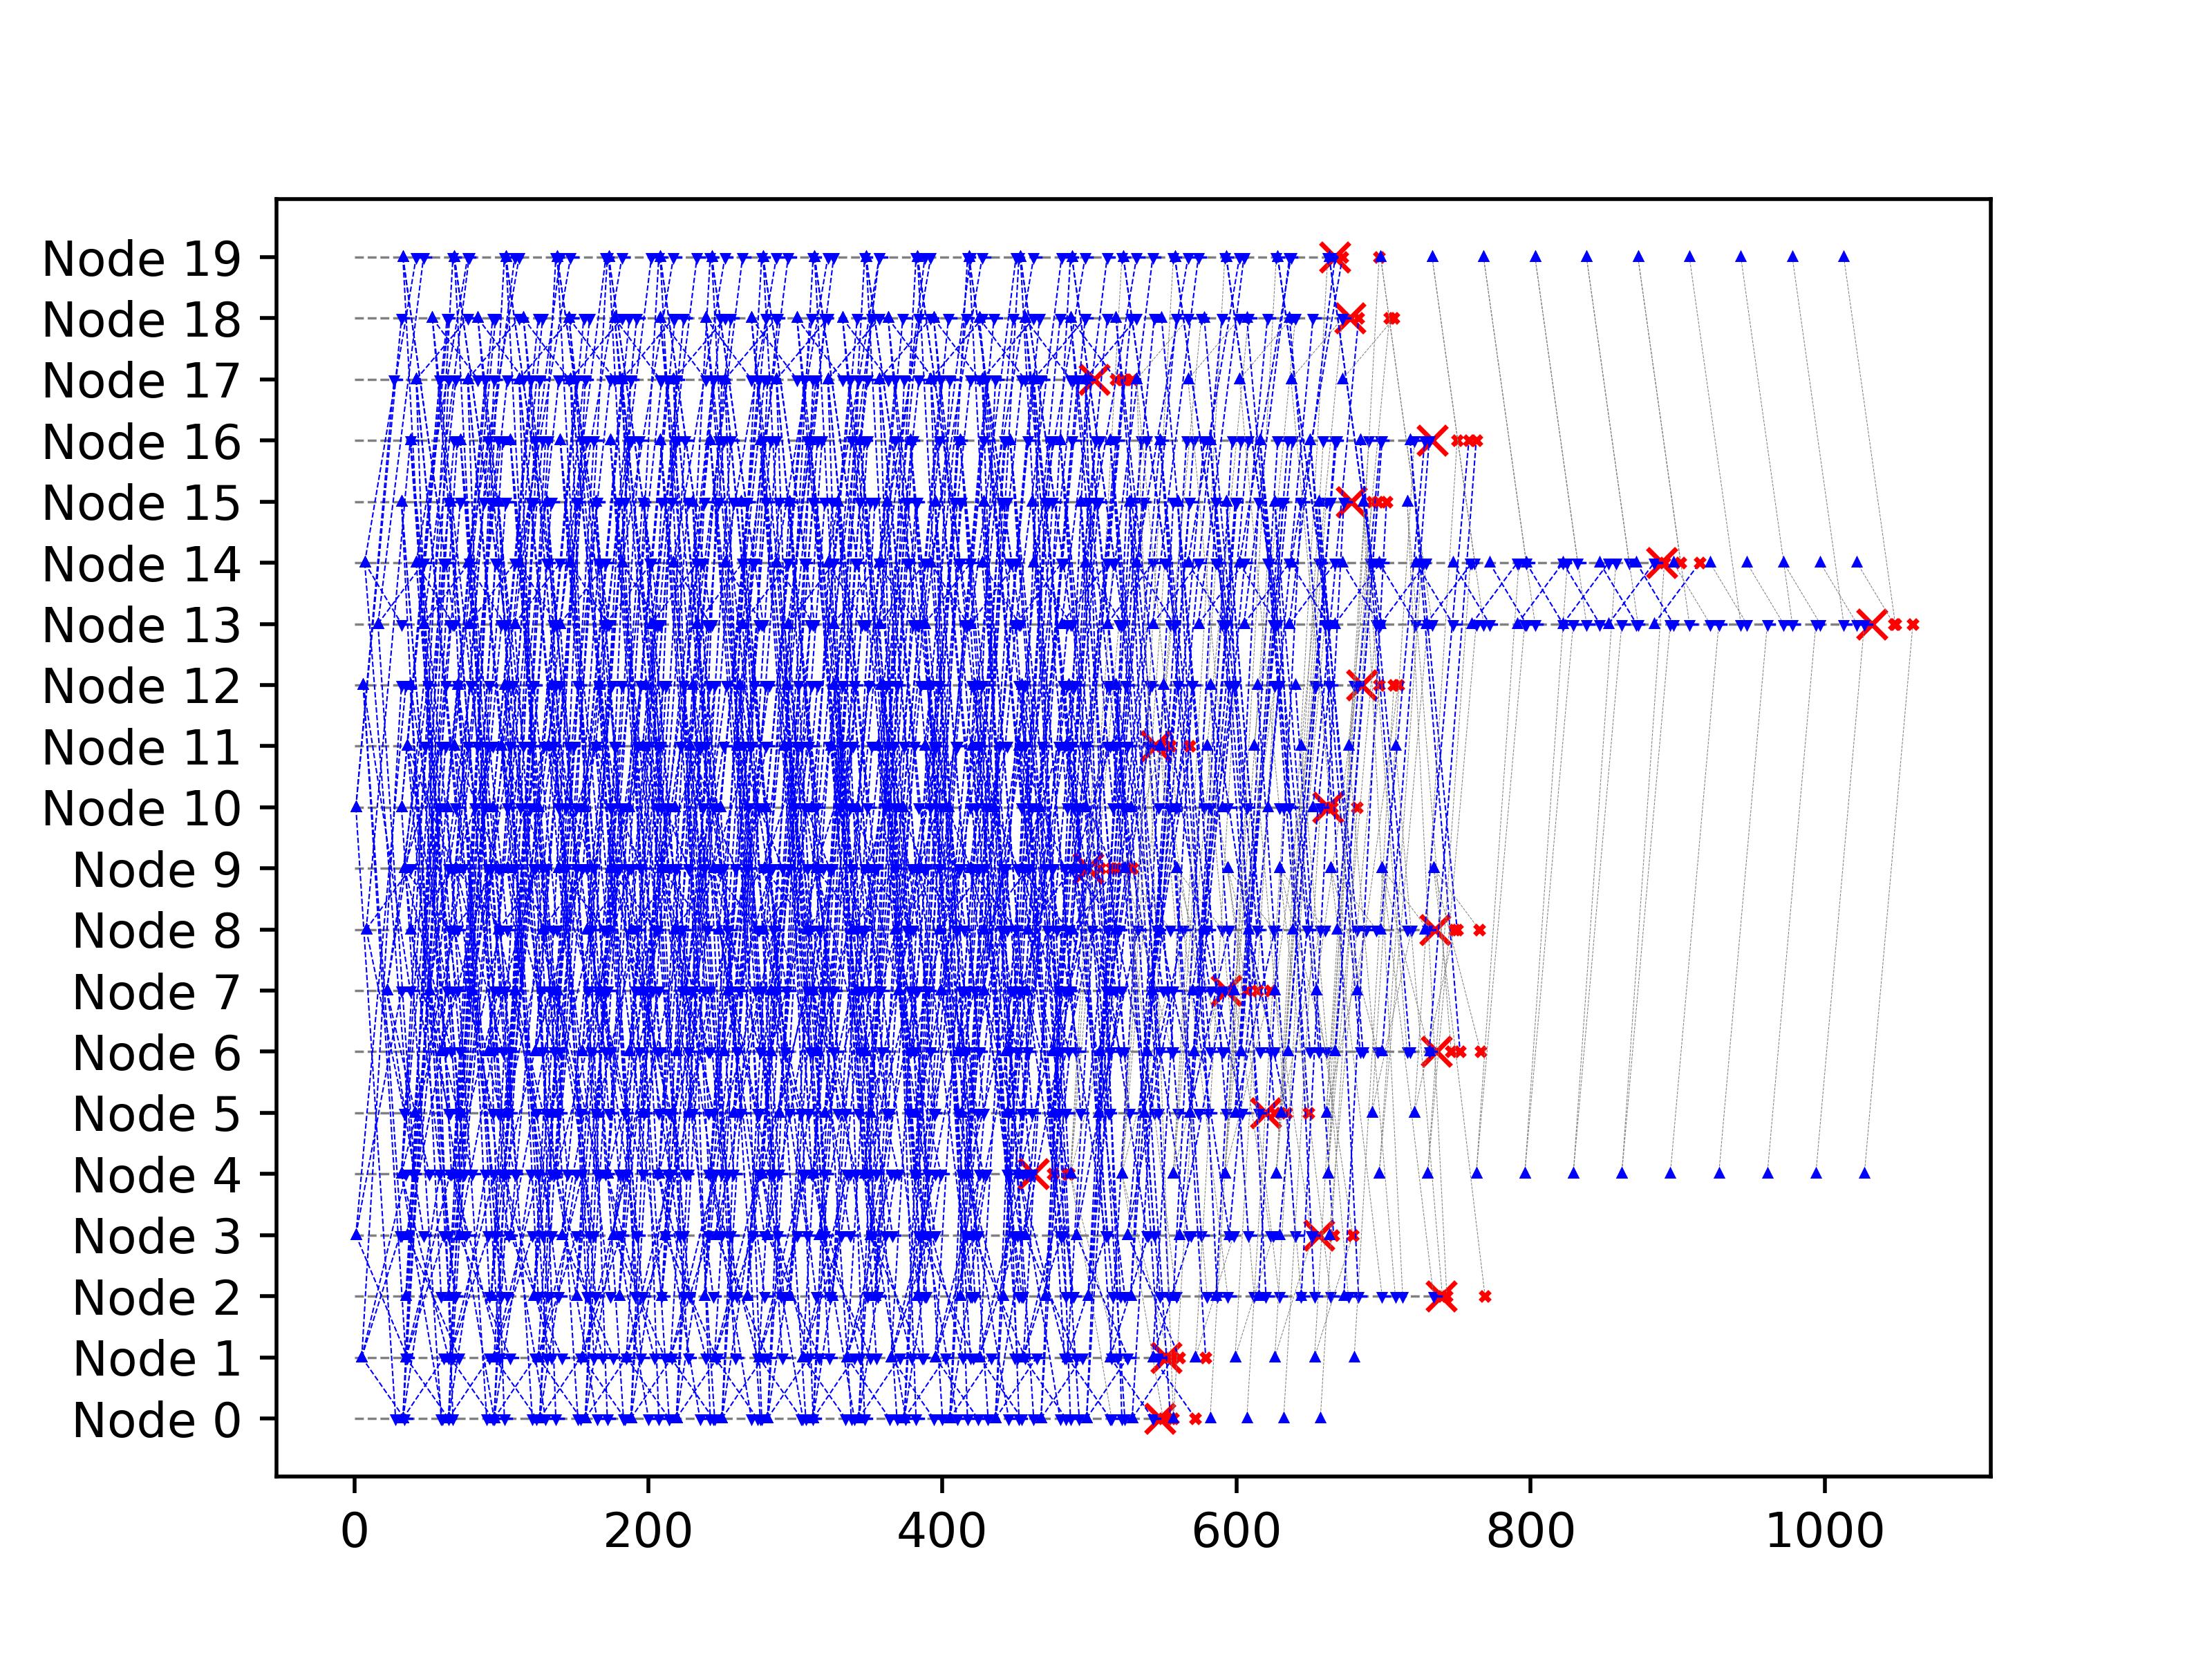 Node 19
Node 18
Node 17
Node 16
Node 15
Node 14
Node 13
Node 12
Node 11
Node 10
Node 9
Node 8
Node 7
Node 6
Node 5
Node 4
Node 3
Node 2
Node 1
Node 0
0 200 400 600 800 1000